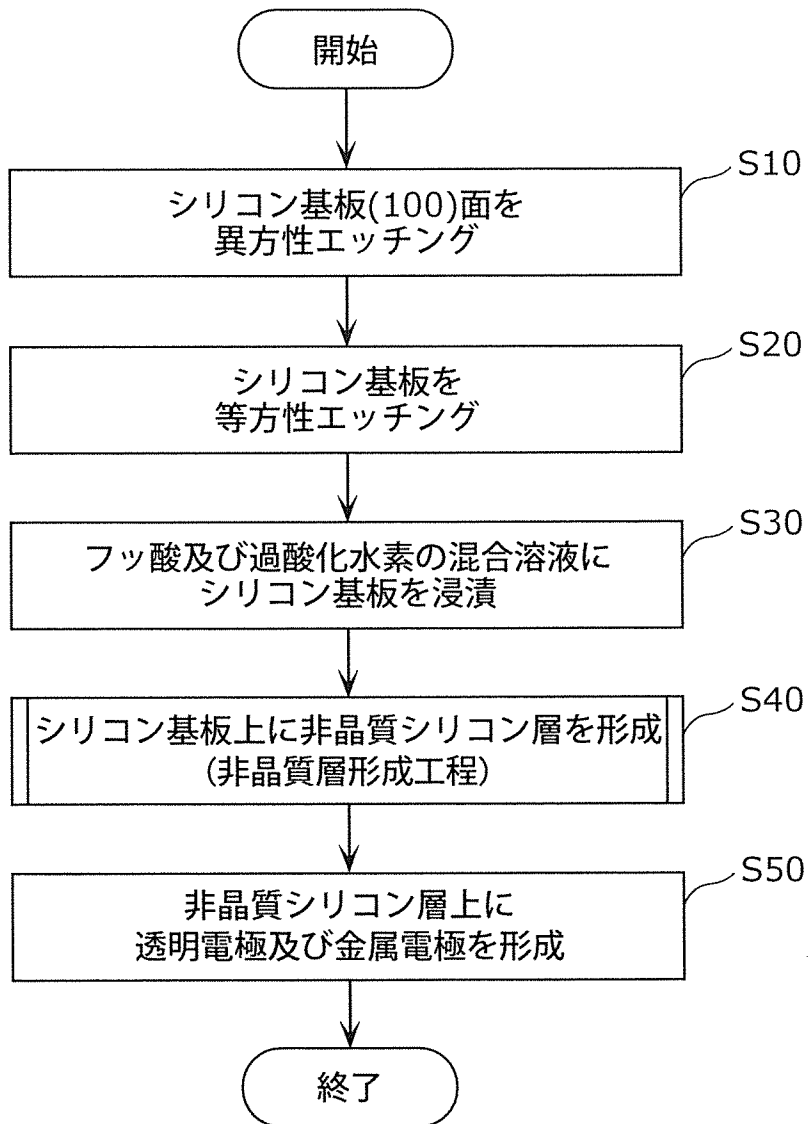 開始
S10
シリコン基板(100)面を
異方性エッチング
S20
シリコン基板を
等方性エッチング
S30
フッ酸及び過酸化水素の混合溶液に
シリコン基板を浸漬
S40
シリコン基板上に非晶質シリコン層を形成
(非晶質層形成工程)
S50
非晶質シリコン層上に
透明電極及び金属電極を形成
終了